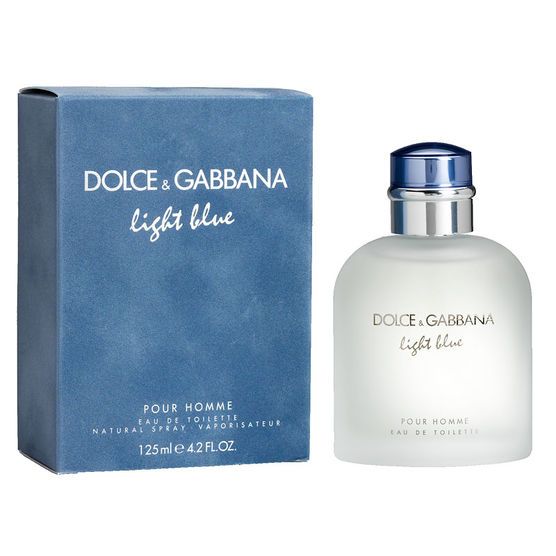 DOLCE & GABBANA
light blue
POUR HOMME
EAU DE TOILETTE
NATURAL SPRAY · VAPORISATEUR
125 ml ℮ 4.2 FL.OZ.
DOLCE & GABBANA
light blue
POUR HOMME
EAU DE TOILETTE